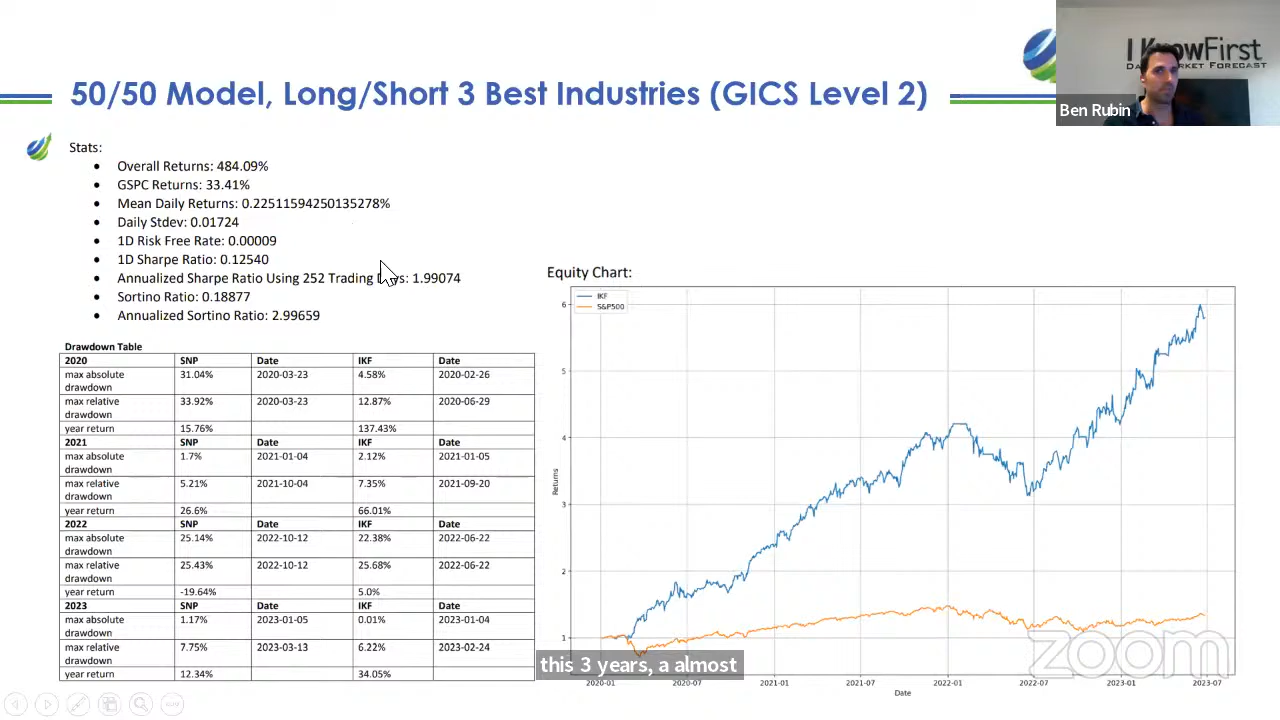 I KnowFirst
DAILY MARKET FORECAST
Ben Rubin
50/50 Model, Long/Short 3 Best Industries (GICS Level 2)
Stats:
• Overall Returns: 484.09%
• GSPC Returns: 33.41%
• Mean Daily Returns: 0.22511594250135278%
• Daily Stdev: 0.01724
• 1D Risk Free Rate: 0.00009
• 1D Sharpe Ratio: 0.12540
• Annualized Sharpe Ratio Using 252 Trading Days: 1.99074
• Sortino Ratio: 0.18877
• Annualized Sortino Ratio: 2.99659
Drawdown Table
2020 SNP Date IKF Date
max absolute drawdown 31.04% 2020-03-23 4.58% 2020-02-26
max relative drawdown 33.92% 2020-03-23 12.87% 2020-06-29
year return 15.76% 137.43%
2021 SNP Date IKF Date
max absolute drawdown 1.7% 2021-01-04 2.12% 2021-01-05
max relative drawdown 5.21% 2021-10-04 7.35% 2021-09-20
year return 26.6% 66.01%
2022 SNP Date IKF Date
max absolute drawdown 25.14% 2022-10-12 22.38% 2022-06-22
max relative drawdown 25.43% 2022-10-12 25.68% 2022-06-22
year return -19.64% 5.0%
2023 SNP Date IKF Date
max absolute drawdown 1.17% 2023-01-05 0.01% 2023-01-04
max relative drawdown 7.75% 2023-03-13 6.22% 2023-02-24
year return 12.34% 34.05%
Equity Chart:
IKF
S&P500
6
5
4
3
2
1
Returns
2020-01 2020-07 2021-01 2021-07 2022-01 2022-07 2023-01 2023-07
Date
this 3 years, a almost
zoom